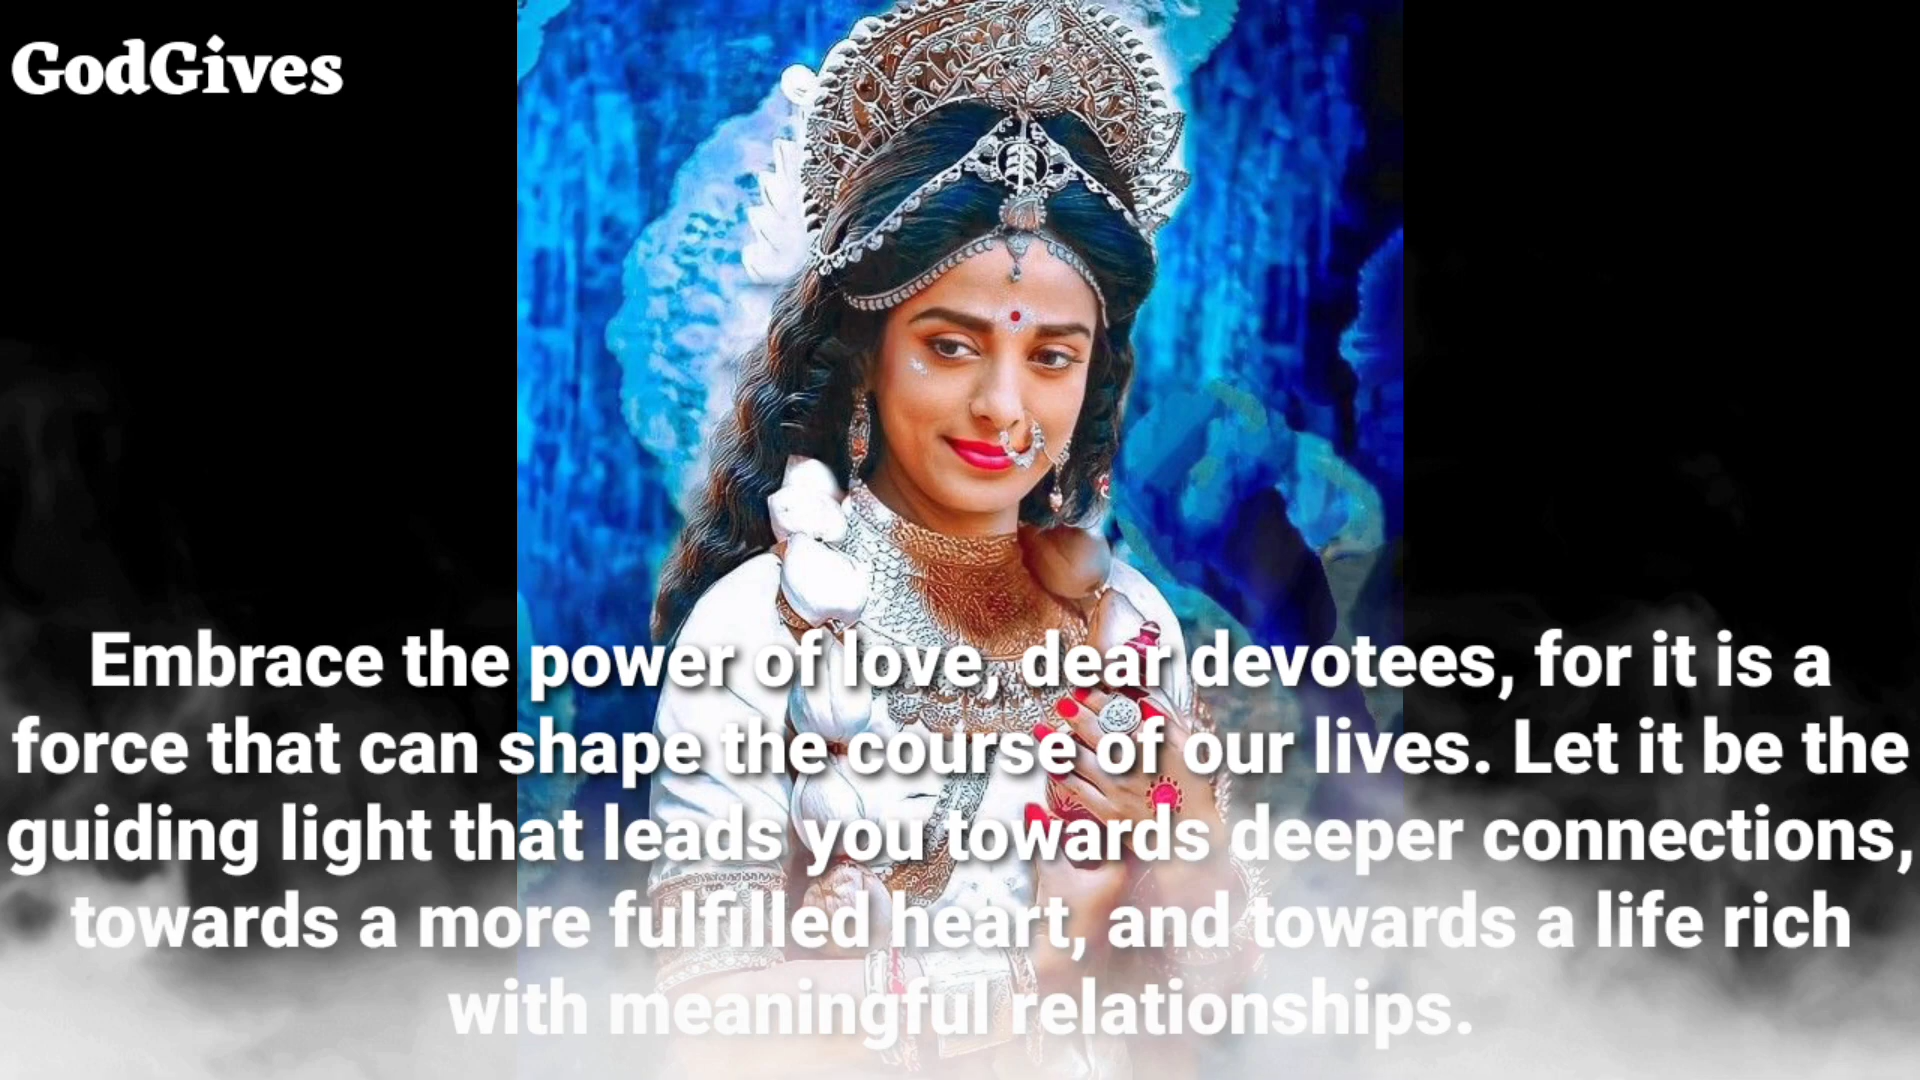 GodGives
Embrace the power of love, dear devotees, for it is a
force that can shape the course of our lives. Let it be the
guiding light that leads you towards deeper connections,
towards a more fulfilled heart, and towards a life rich
with meaningful relationships.